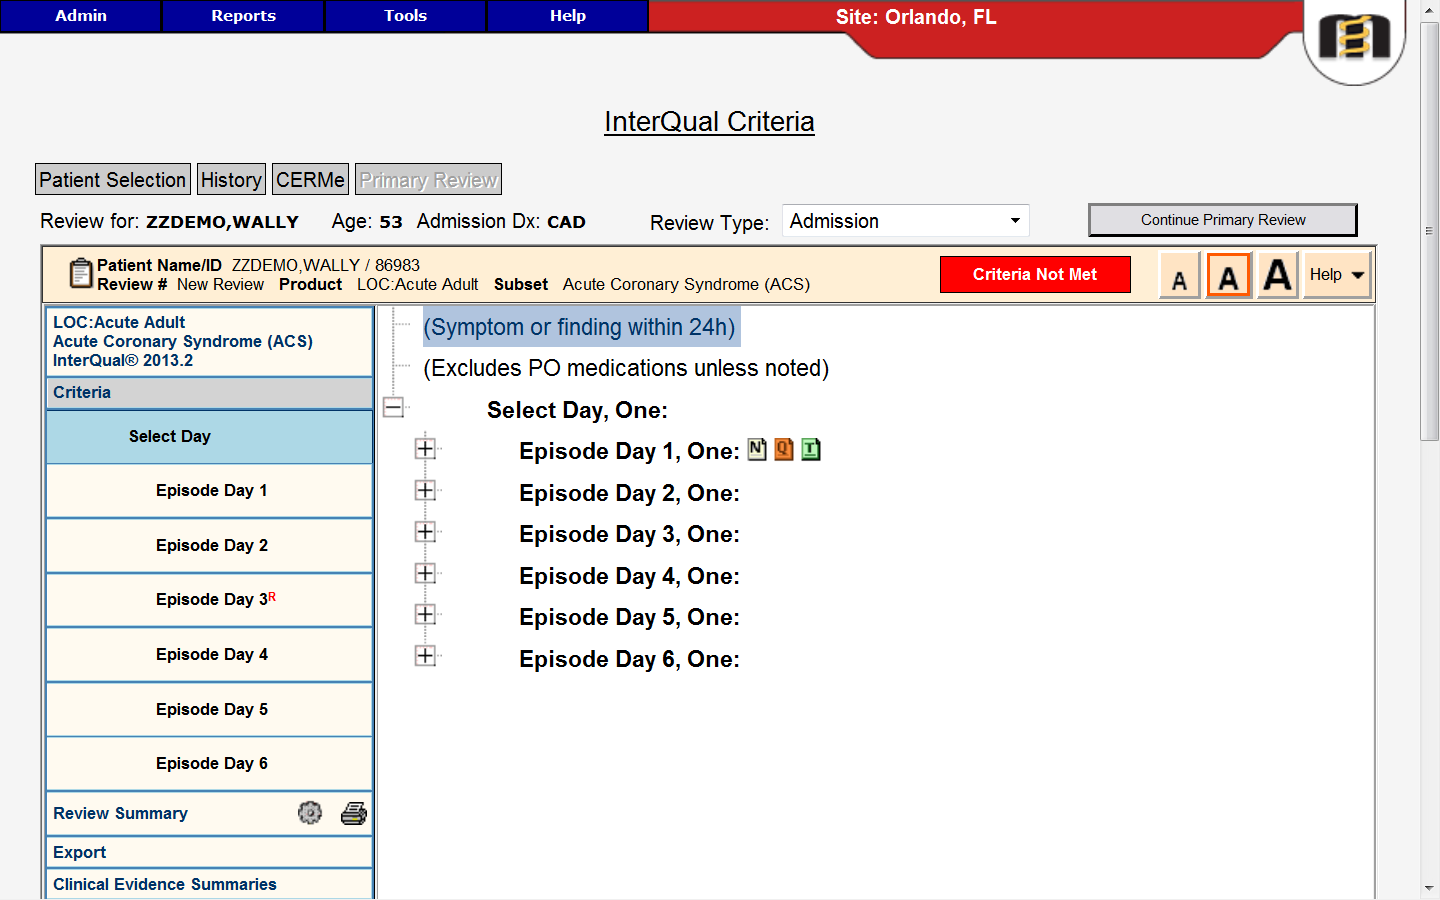 Admin Reports Tools Help Site: Orlando, FL
InterQual Criteria
Patient Selection History CERMe Primary Review
Review for: ZZDEMO,WALLY Age: 53 Admission Dx: CAD Review Type: Admission Continue Primary Review
Patient Name/ID ZZDEMO,WALLY / 86983
Review # New Review Product LOC:Acute Adult Subset Acute Coronary Syndrome (ACS)
Criteria Not Met A A A Help
LOC:Acute Adult
Acute Coronary Syndrome (ACS)
InterQual® 2013.2
Criteria
Select Day
Episode Day 1
Episode Day 2
Episode Day 3R
Episode Day 4
Episode Day 5
Episode Day 6
Review Summary
Export
Clinical Evidence Summaries
(Symptom or finding within 24h)
(Excludes PO medications unless noted)
Select Day, One:
Episode Day 1, One: N Q T
Episode Day 2, One:
Episode Day 3, One:
Episode Day 4, One:
Episode Day 5, One:
Episode Day 6, One: